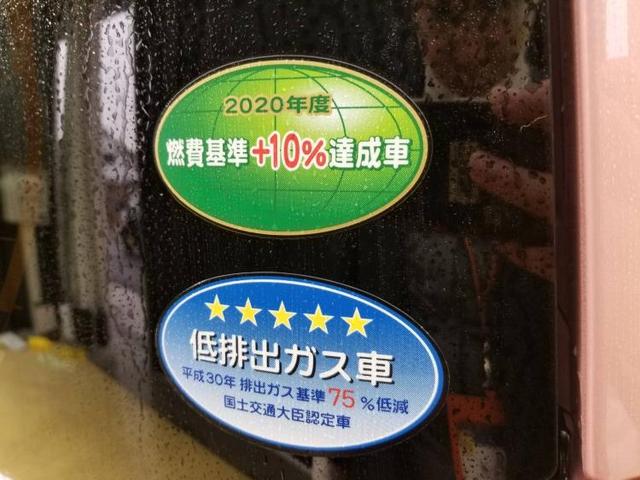 2020年度
燃費基準+10%達成車
低排出ガス車
平成30年 排出ガス基準75%低減
国土交通大臣認定車